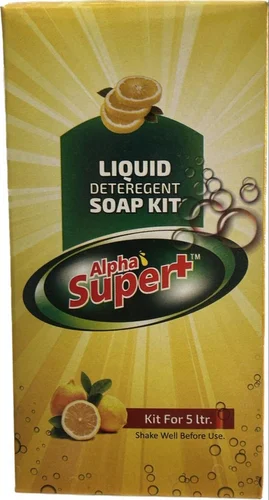 LIQUID
DETEREGENT
SOAP KIT
Alpha
Super+™
Kit For 5 ltr.
Shake Well Before Use.